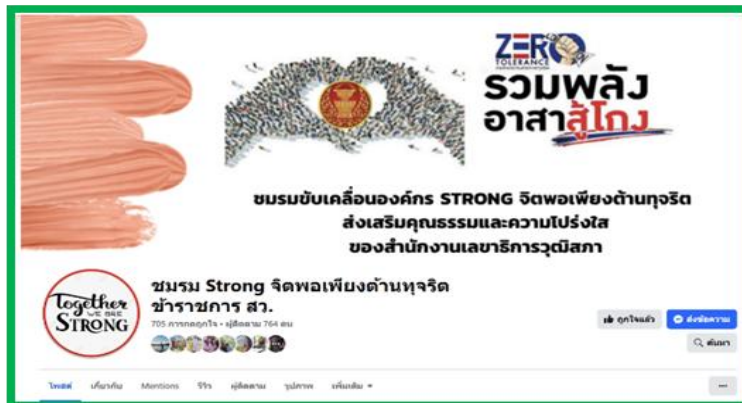 ZERO
TOLERANCE
รวมพลัง
อาสาสู้โกง
ชมรมขับเคลื่อนองค์กร STRONG จิตพอเพียงต้านทุจริต
ส่งเสริมคุณธรรมและความโปร่งใส
ของสำนักงานเลขาธิการวุฒิสภา
Together
WE ARE
STRONG
ชมรม Strong จิตพอเพียงต้านทุจริต
ข้าราชการ สว.
705 การกดถูกใจ • ผู้ติดตาม 764 คน
ถูกใจแล้ว
ส่งข้อความ
ค้นหา
โพสต์ เกี่ยวกับ Mentions รีวิว ผู้ติดตาม รูปภาพ เพิ่มเติม